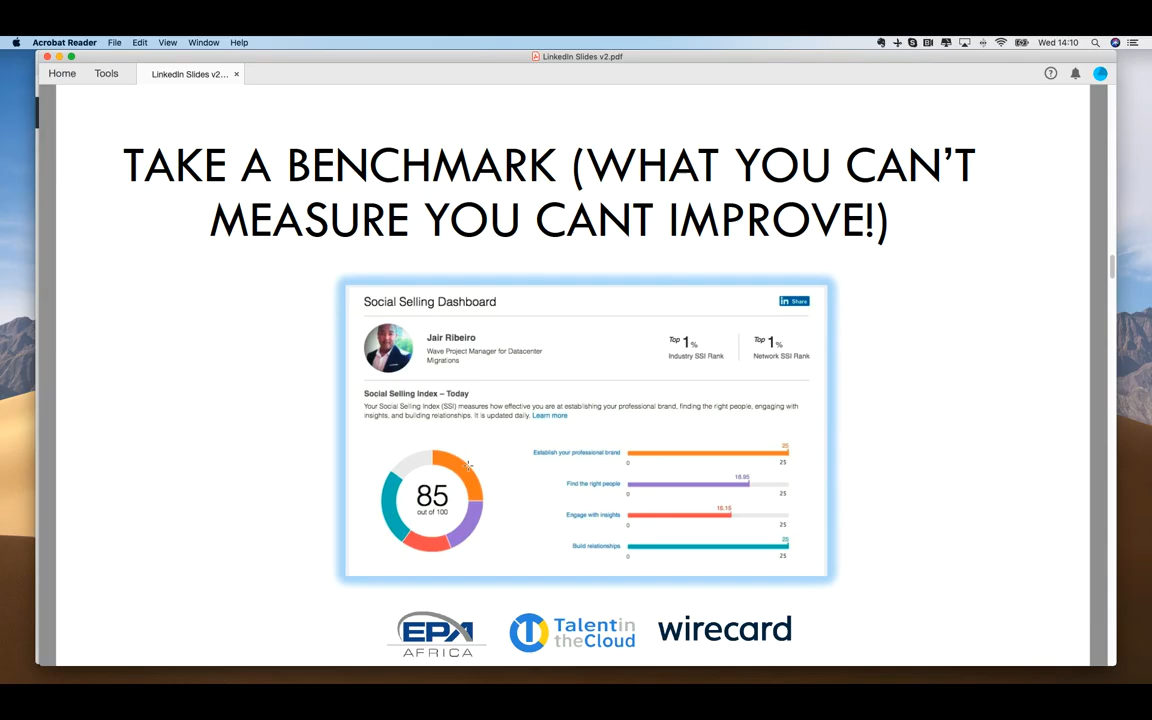 Acrobat Reader File Edit View Window Help Wed 14:10
LinkedIn Slides v2.pdf
Home Tools LinkedIn Slides v2... ×
TAKE A BENCHMARK (WHAT YOU CAN'T
MEASURE YOU CANT IMPROVE!)
Social Selling Dashboard
in Share
Jair Ribeiro
Wave Project Manager for Datacenter
Migrations
Top 1%
Industry SSI Rank
Top 1%
Network SSI Rank
Social Selling Index – Today
Your Social Selling Index (SSI) measures how effective you are at establishing your professional brand, finding the right people, engaging with
insights, and building relationships. It is updated daily. Learn more
85
out of 100
25
Establish your professional brand
0 25
18.95
Find the right people
0 25
18.15
Engage with insights
0 25
25
Build relationships
0 25
EPA
AFRICA
Talentin
theCloud
wirecard